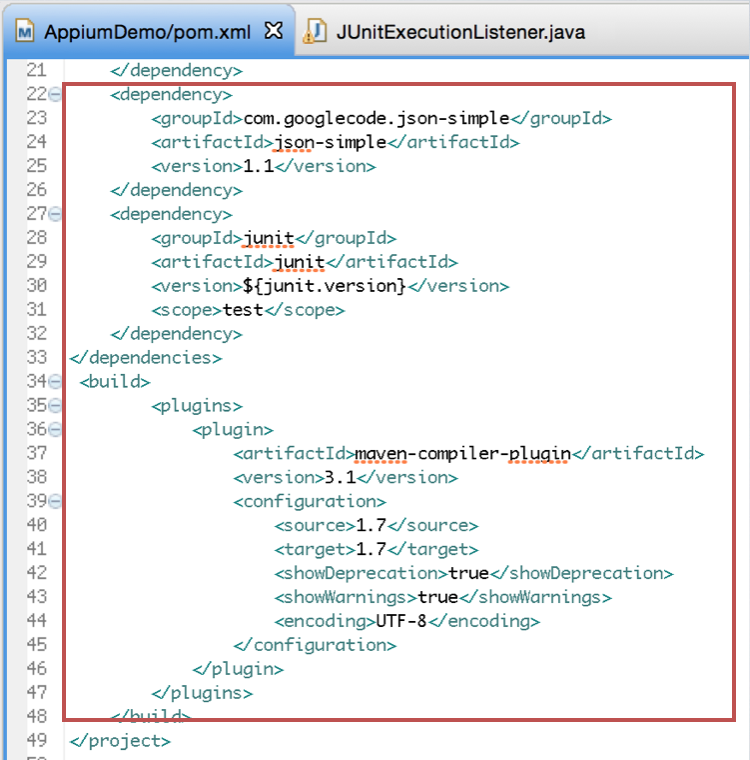 AppiumDemo/pom.xml
JUnitExecutionListener.java
21 </dependency>
22 <dependency>
23 <groupId>com.googlecode.json-simple</groupId>
24 <artifactId>json-simple</artifactId>
25 <version>1.1</version>
26 </dependency>
27 <dependency>
28 <groupId>junit</groupId>
29 <artifactId>junit</artifactId>
30 <version>${junit.version}</version>
31 <scope>test</scope>
32 </dependency>
33 </dependencies>
34 <build>
35 <plugins>
36 <plugin>
37 <artifactId>maven-compiler-plugin</artifactId>
38 <version>3.1</version>
39 <configuration>
40 <source>1.7</source>
41 <target>1.7</target>
42 <showDeprecation>true</showDeprecation>
43 <showWarnings>true</showWarnings>
44 <encoding>UTF-8</encoding>
45 </configuration>
46 </plugin>
47 </plugins>
48 </build>
49 </project>